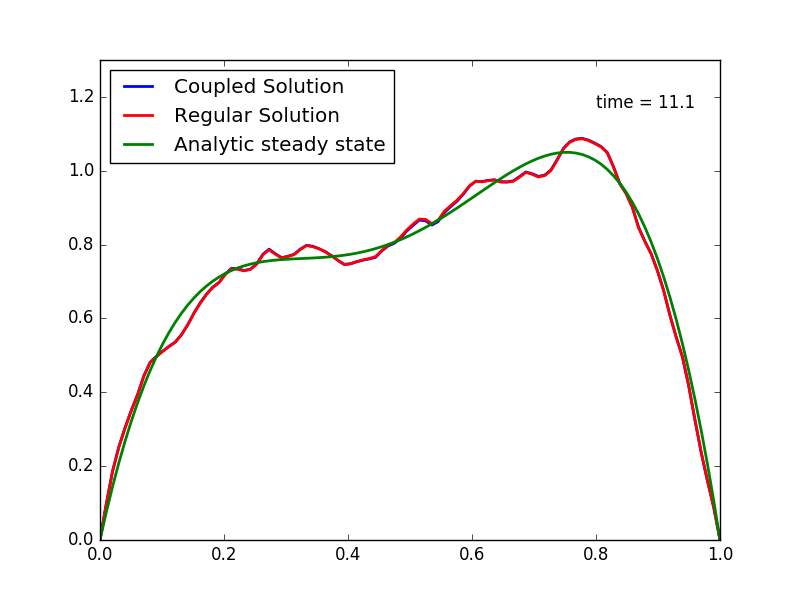 Coupled Solution
Regular Solution
Analytic steady state
time = 11.1
1.2
1.0
0.8
0.6
0.4
0.2
0.0
0.0 0.2 0.4 0.6 0.8 1.0